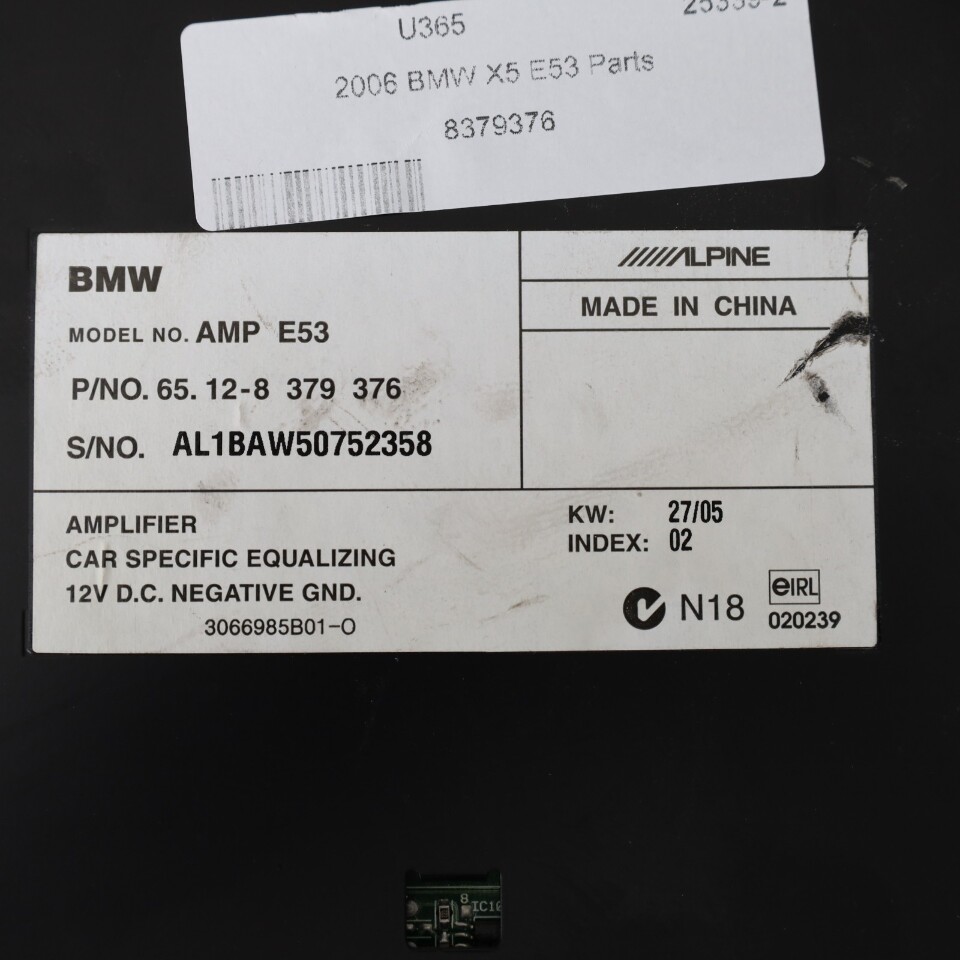 U365
2006 BMW X5 E53 Parts
8379376
BMW
MODEL NO. AMP E53
P/NO. 65. 12-8 379 376
S/NO. AL1BAW50752358
ALPINE
MADE IN CHINA
AMPLIFIER
CAR SPECIFIC EQUALIZING
12V D.C. NEGATIVE GND.
3066985B01-O
KW: 27/05
INDEX: 02
N18
eIRL
020239
8